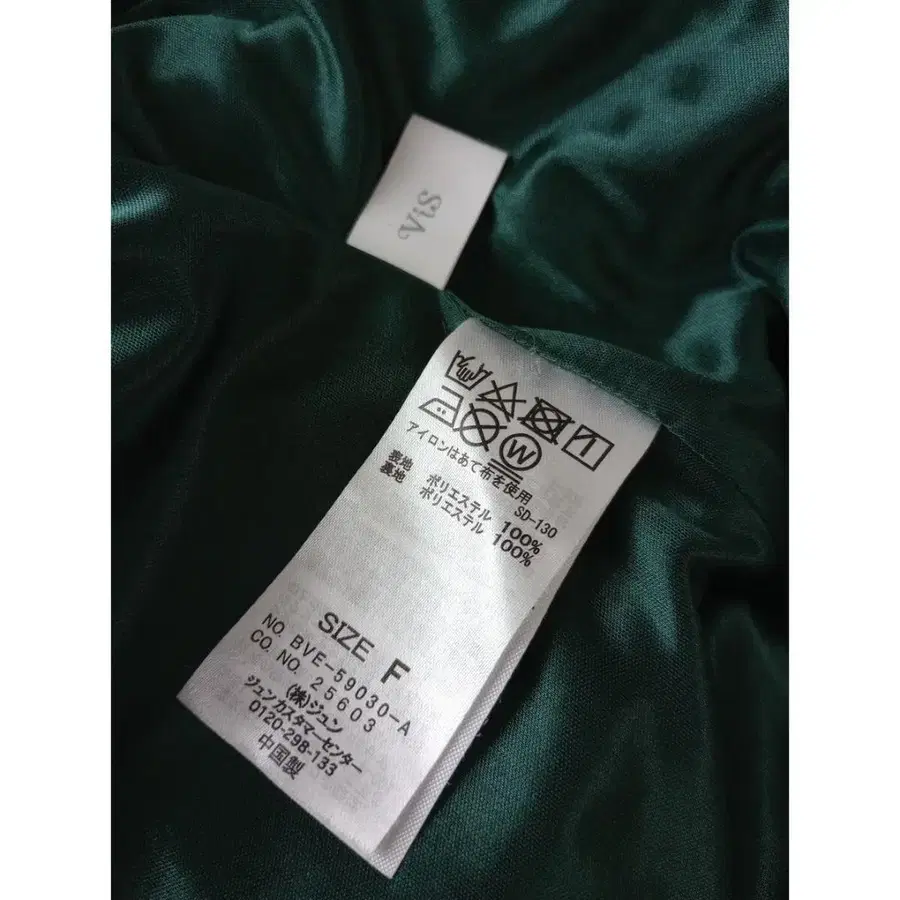 ViS
W
アイロンはあて布を使用
SD-130
表地 ポリエステル 100%
裏地 ポリエステル 100%
SIZE F
NO. BVE-59030-A
CO. NO. 25603
(株)ジュン
ジュンカスタマーセンター
0120-298-133
中国製